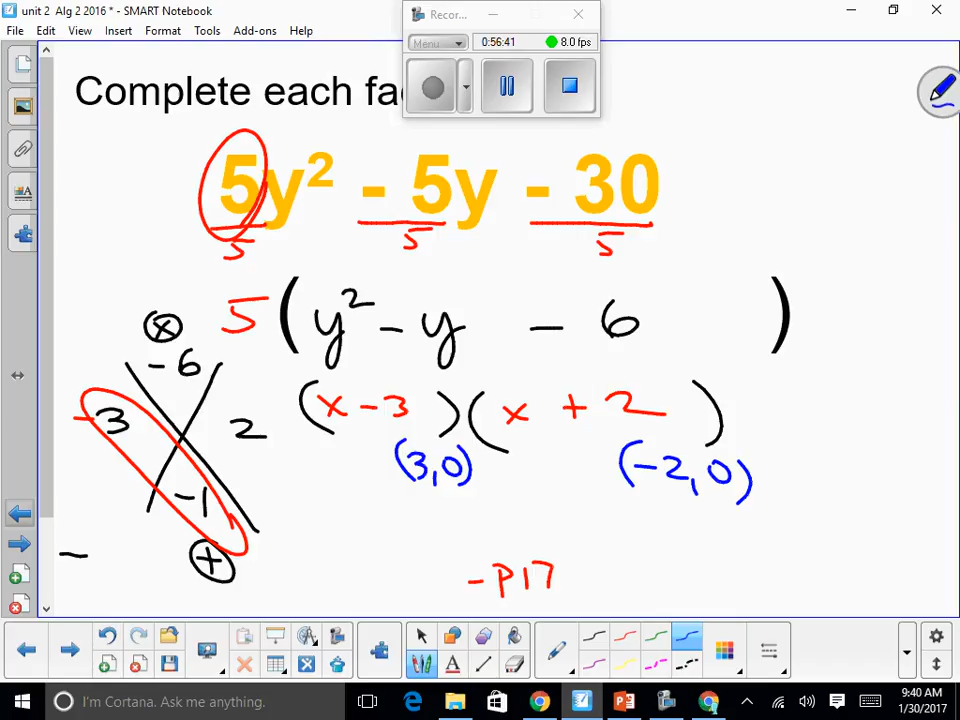 unit 2 Alg 2 2016 * - SMART Notebook
Recor...
File Edit View Insert Format Tools Add-ons Help
Menu 0:56:41 8.0 fps
Complete each fac
5y² - 5y - 30
5 5 5
5 ( y² - y - 6 )
×
-6
-3 2 (x - 3)(x + 2)
(3,0) (-2,0)
-1
- +
-P17
A
I'm Cortana. Ask me anything.
9:40 AM
1/30/2017